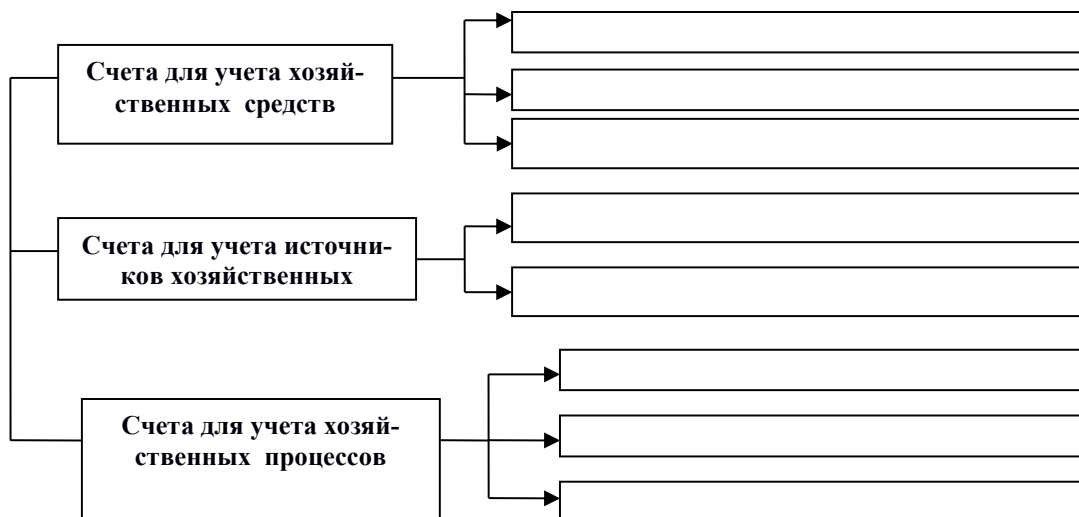 Счета для учета хозяй-
ственных средств
Счета для учета источни-
ков хозяйственных
Счета для учета хозяй-
ственных процессов